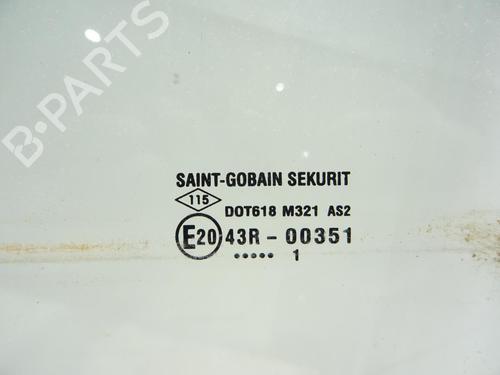 B-PARTS
SAINT-GOBAIN SEKURIT
115 DOT618 M321 AS2
E20 43R-00351
..... 1